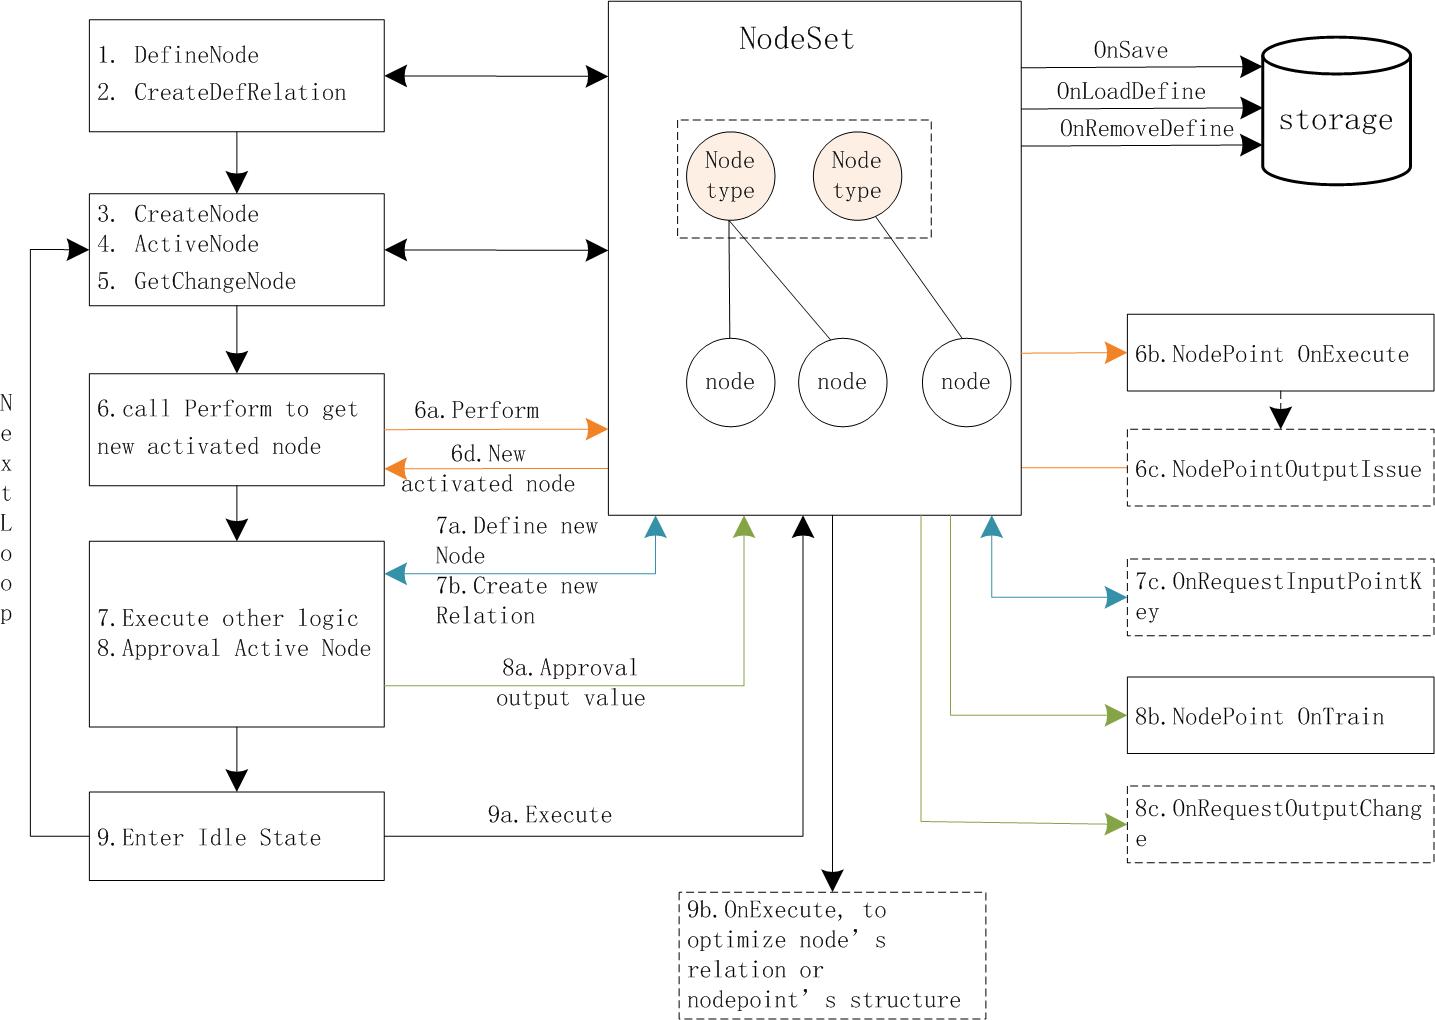 1. DefineNode
2. CreateDefRelation
3. CreateNode
4. ActiveNode
5. GetChangeNode
6.call Perform to get
new activated node
7.Execute other logic
8.Approval Active Node
9.Enter Idle State
NextLoop
6a.Perform
6d.New
activated node
7a.Define new
Node
7b.Create new
Relation
8a.Approval
output value
9a.Execute
NodeSet
Node
type
Node
type
node
node
node
OnSave
OnLoadDefine
OnRemoveDefine
storage
6b.NodePoint OnExecute
6c.NodePointOutputIssue
7c.OnRequestInputPointK
ey
8b.NodePoint OnTrain
8c.OnRequestOutputChang
e
9b.OnExecute, to
optimize node’s
relation or
nodepoint’s structure